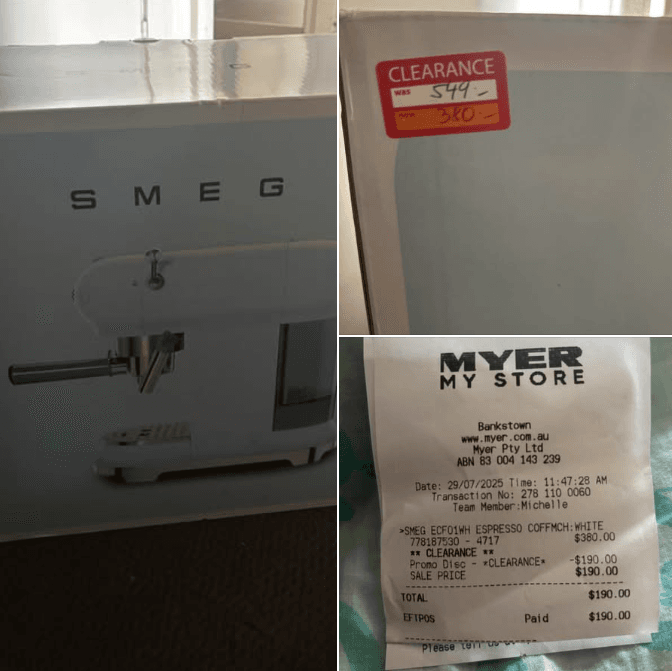 SMEG
CLEARANCE
WAS 549.-
NOW 380.-
MYER
MY STORE
Bankstown
www.myer.com.au
Myer Pty Ltd
ABN 83 004 143 239
Date: 29/07/2025 Time: 11:47:28 AM
Transaction No: 278 110 0060
Team Member:Michelle
>SMEG ECF01WH ESPRESSO COFFMCH:WHITE
778187530 - 4717 $380.00
** CLEARANCE **
Promo Disc - *CLEARANCE* -$190.00
SALE PRICE $190.00
TOTAL $190.00
EFTPOS Paid $190.00
Please tell us